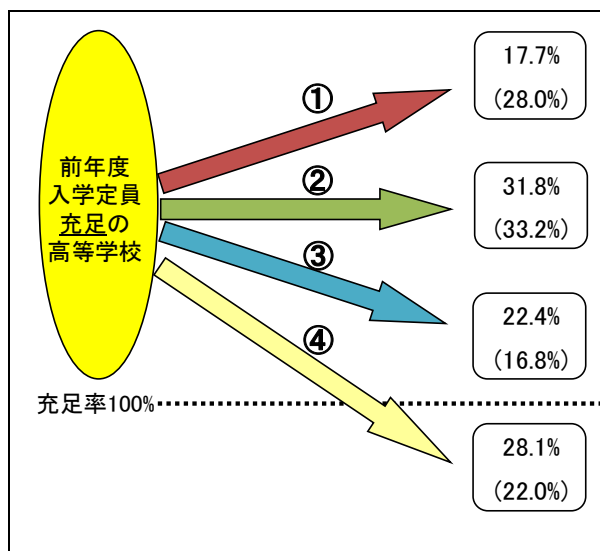 前年度
入学定員
充足の
高等学校
①
17.7%
(28.0%)
②
31.8%
(33.2%)
③
22.4%
(16.8%)
④
28.1%
(22.0%)
充足率100%